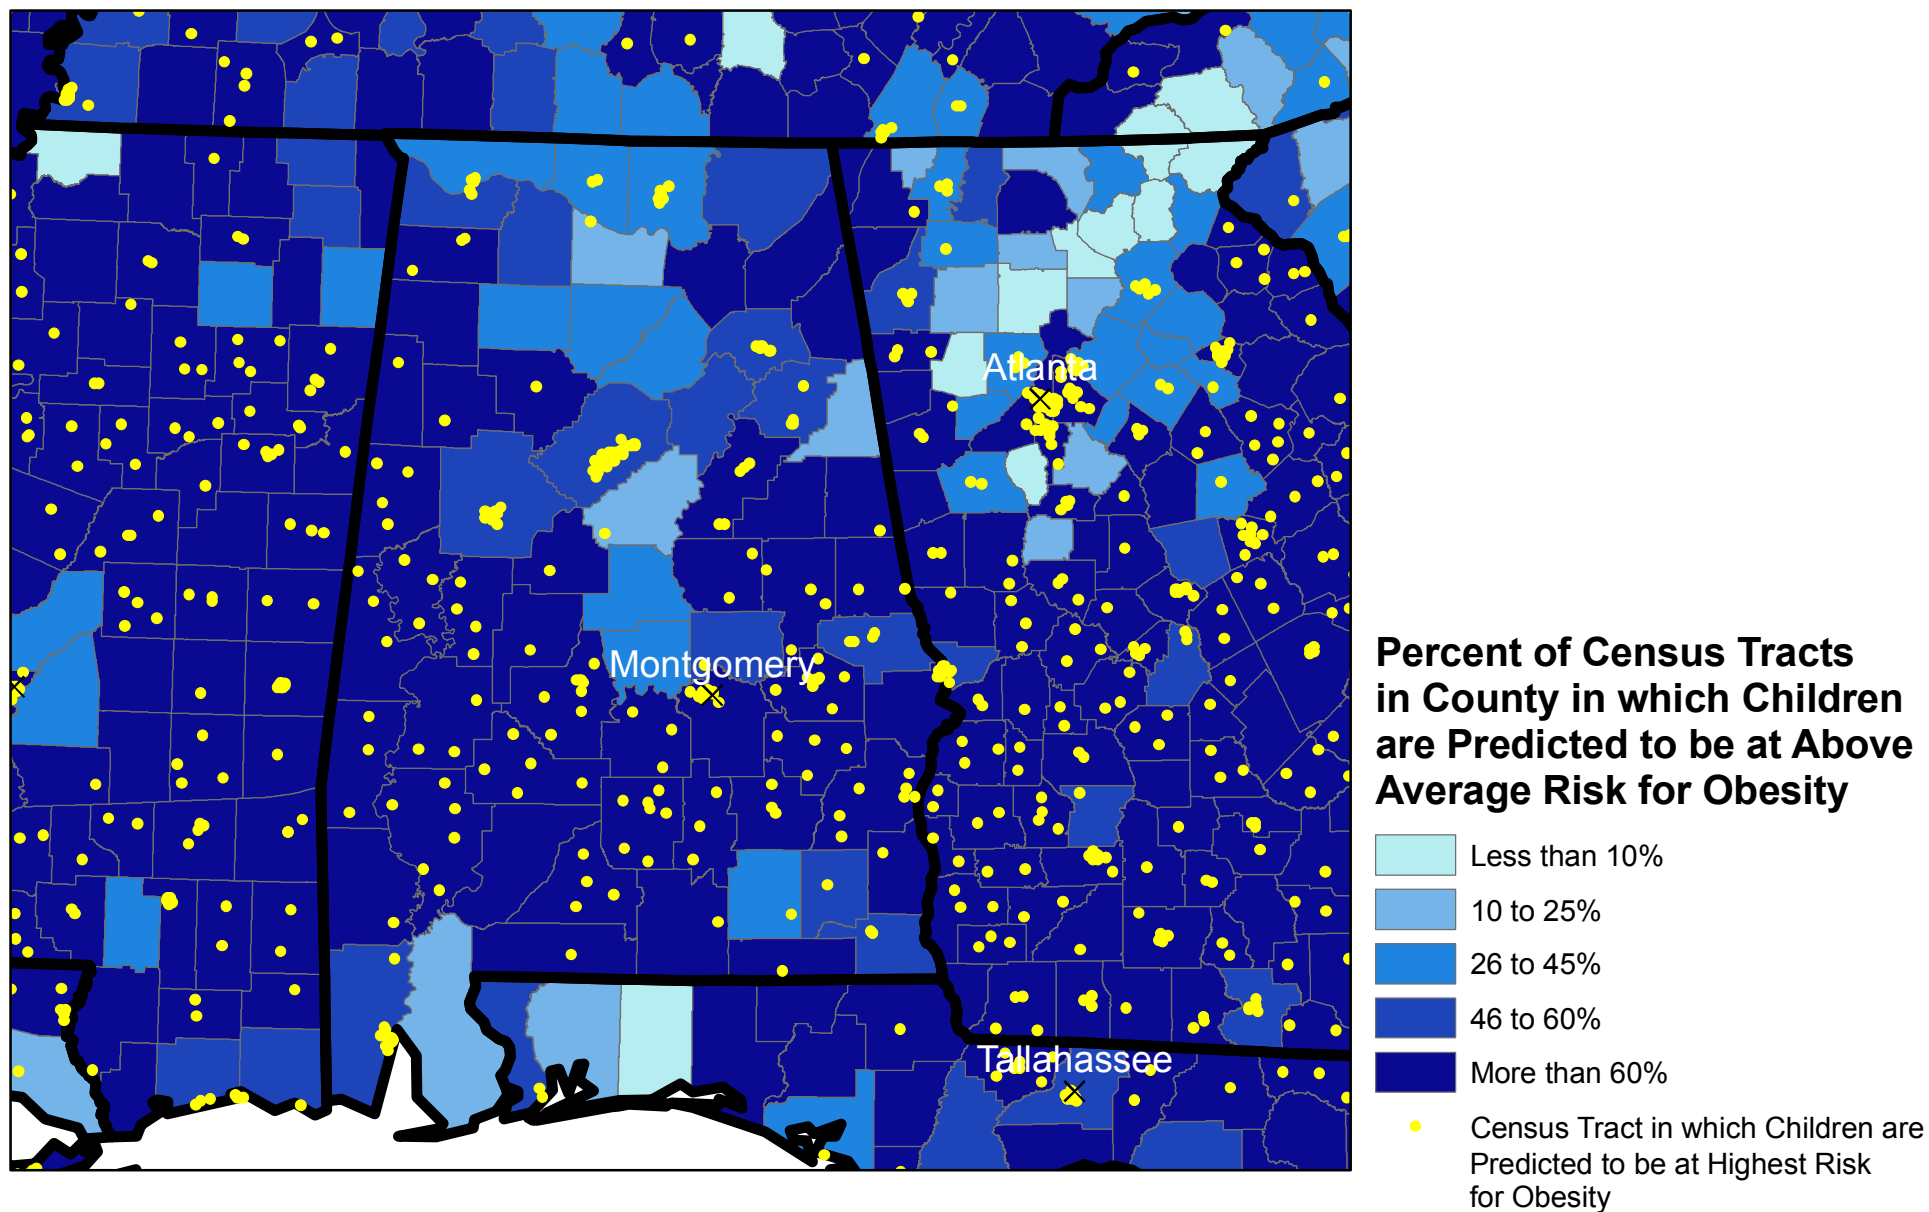 Atlanta
Montgomery
Tallahassee
Percent of Census Tracts
in County in which Children
are Predicted to be at Above
Average Risk for Obesity
Less than 10%
10 to 25%
26 to 45%
46 to 60%
More than 60%
Census Tract in which Children are
Predicted to be at Highest Risk
for Obesity